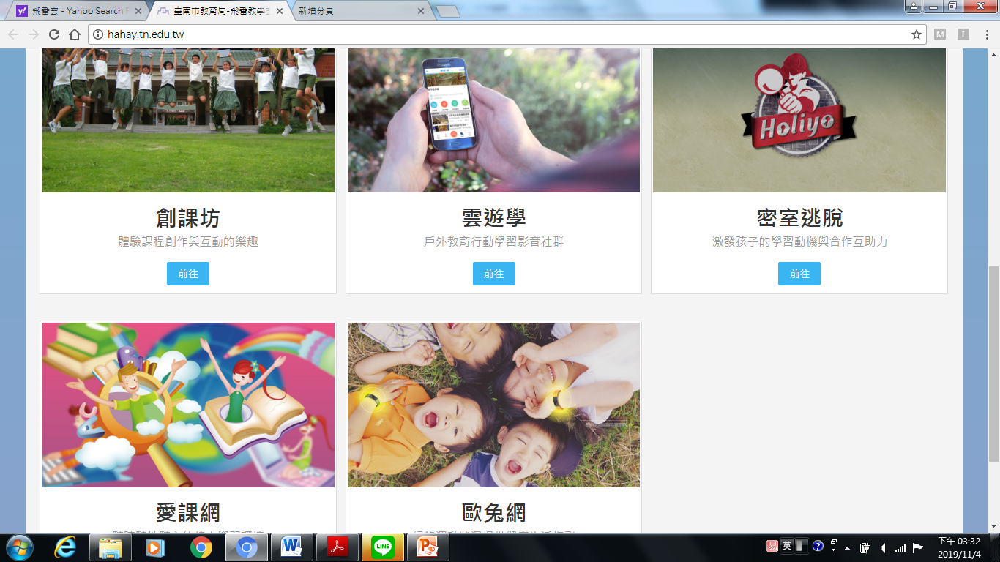 飛番雲 - Yahoo Search
臺南市教育局-飛番教學
新增分頁
hahay.tn.edu.tw
Holiyo
創課坊
雲遊學
密室逃脫
體驗課程創作與互動的樂趣
戶外教育行動學習影音社群
激發孩子的學習動機與合作互助力
前往
前往
前往
愛課網
歐兔網
英
下午 03:32
2019/11/4